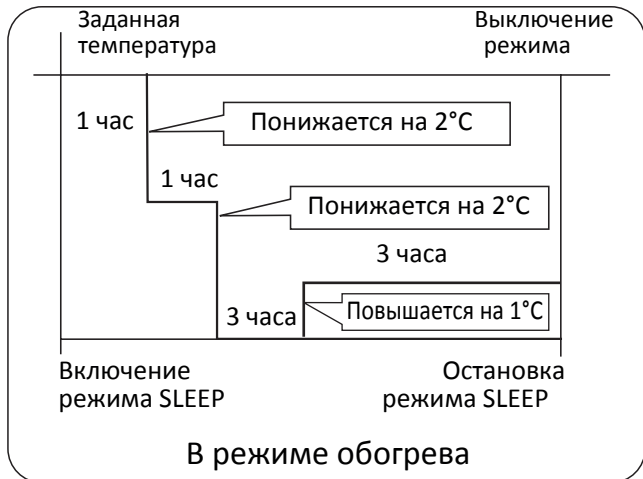 Заданная
температура
Выключение
режима
1 час
Понижается на 2°C
1 час
Понижается на 2°C
3 часа
3 часа
Повышается на 1°C
Включение
режима SLEEP
Остановка
режима SLEEP
В режиме обогрева